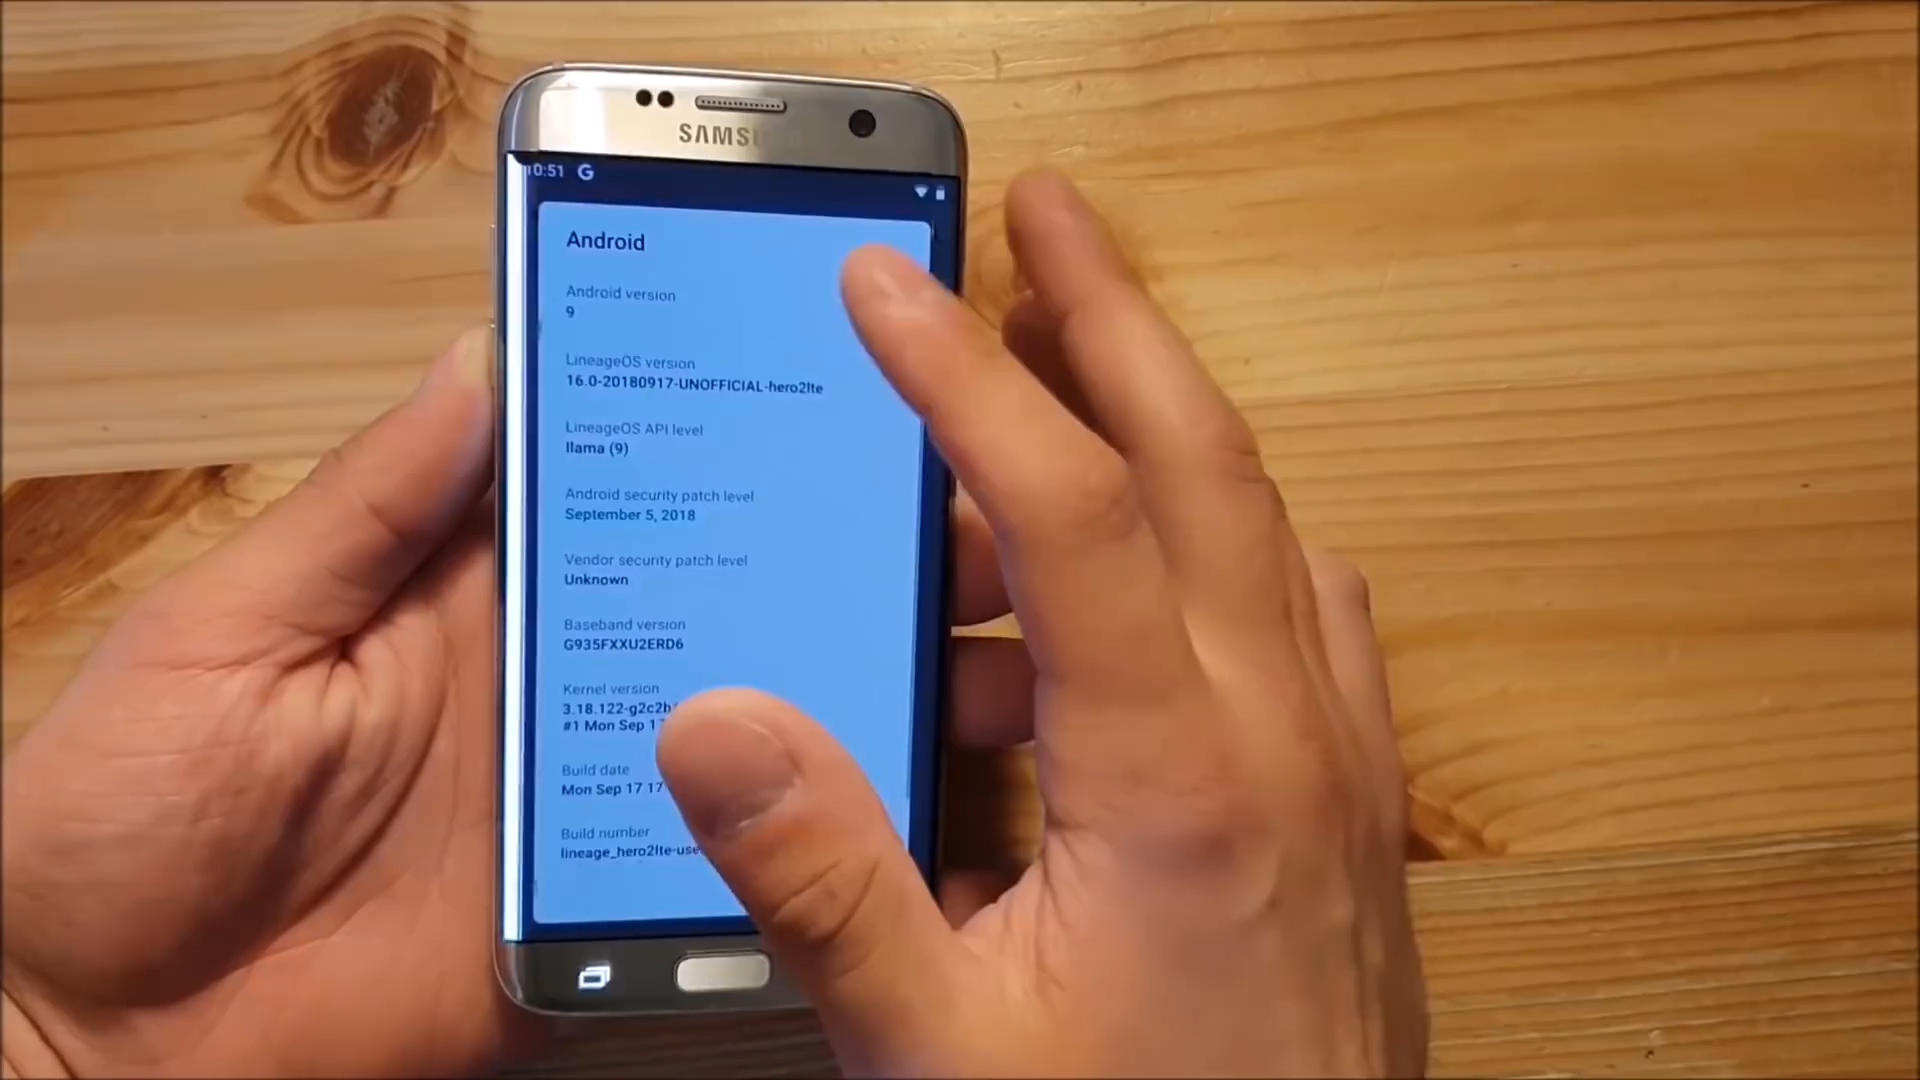 SAMS
0:51 G
Android
Android version
9
LineageOS version
16.0-20180917-UNOFFICIAL-hero2lte
LineageOS API level
llama (9)
Android security patch level
September 5, 2018
Vendor security patch level
Unknown
Baseband version
G935FXXU2ERD6
Kernel version
3.18.122-g2c2b
#1 Mon Sep 17
Build date
Mon Sep 17 17
Build number
lineage_hero2lte-use